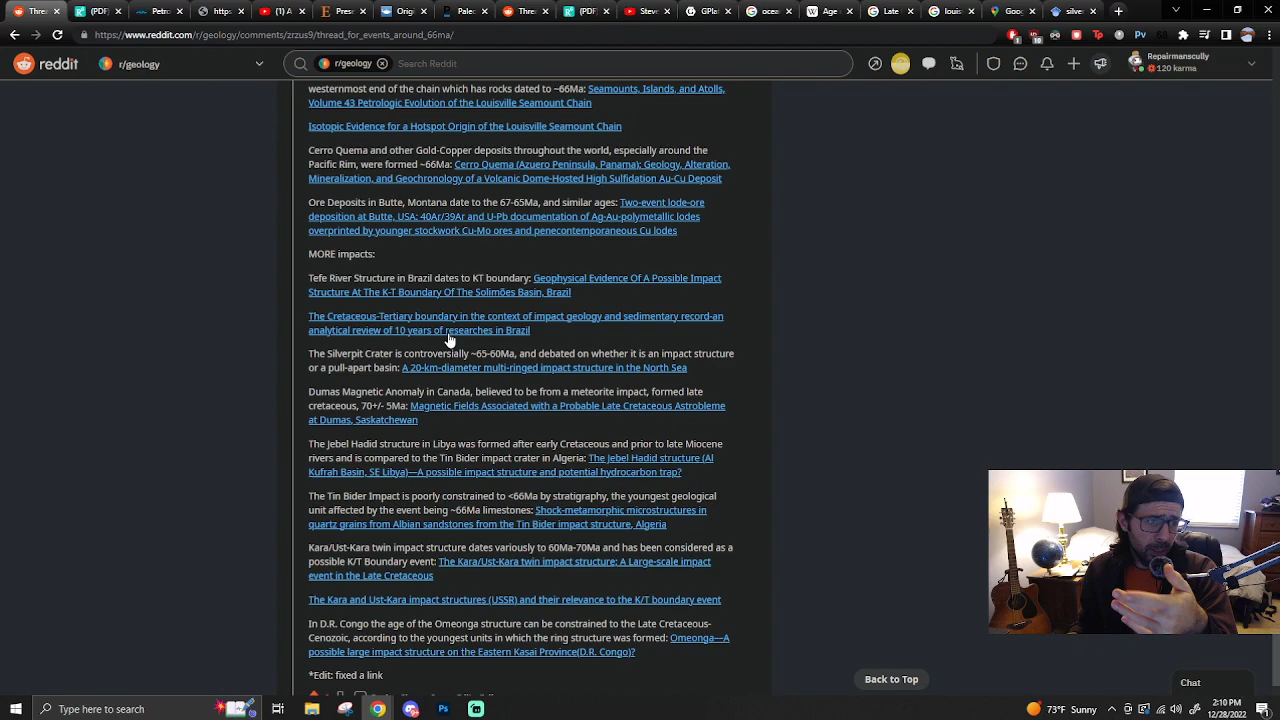 Threa
(PDF)
Petro
https
(1) A
Pres
Orig
Paleo
Threa
(PDF)
Steve
GPlat
ocea
Age
Late
louis
Goog
silver
https://www.reddit.com/r/geology/comments/zrzus9/thread_for_events_around_66ma/
reddit
r/geology
r/geology
Search Reddit
Repairmanscully
120 karma
westernmost end of the chain which has rocks dated to ~66Ma: Seamounts, Islands, and Atolls,
Volume 43 Petrologic Evolution of the Louisville Seamount Chain
Isotopic Evidence for a Hotspot Origin of the Louisville Seamount Chain
Cerro Quema and other Gold-Copper deposits throughout the world, especially around the
Pacific Rim, were formed ~66Ma: Cerro Quema (Azuero Peninsula, Panama): Geology, Alteration,
Mineralization, and Geochronology of a Volcanic Dome-Hosted High Sulfidation Au-Cu Deposit
Ore Deposits in Butte, Montana date to the 67-65Ma, and similar ages: Two-event lode-ore
deposition at Butte, USA: 40Ar/39Ar and U-Pb documentation of Ag-Au-polymetallic lodes
overprinted by younger stockwork Cu-Mo ores and penecontemporaneous Cu lodes
MORE impacts:
Tefe River Structure in Brazil dates to KT boundary: Geophysical Evidence Of A Possible Impact
Structure At The K-T Boundary Of The Solimões Basin, Brazil
The Cretaceous-Tertiary boundary in the context of impact geology and sedimentary record-an
analytical review of 10 years of researches in Brazil
The Silverpit Crater is controversially ~65-60Ma, and debated on whether it is an impact structure
or a pull-apart basin: A 20-km-diameter multi-ringed impact structure in the North Sea
Dumas Magnetic Anomaly in Canada, believed to be from a meteorite impact, formed late
cretaceous, 70+/- 5Ma: Magnetic Fields Associated with a Probable Late Cretaceous Astrobleme
at Dumas, Saskatchewan
The Jebel Hadid structure in Libya was formed after early Cretaceous and prior to late Miocene
rivers and is compared to the Tin Bider impact crater in Algeria: The Jebel Hadid structure (Al
Kufrah Basin, SE Libya)—A possible impact structure and potential hydrocarbon trap?
The Tin Bider Impact is poorly constrained to <66Ma by stratigraphy, the youngest geological
unit affected by the event being ~66Ma limestones: Shock-metamorphic microstructures in
quartz grains from Albian sandstones from the Tin Bider impact structure, Algeria
Kara/Ust-Kara twin impact structure dates variously to 60Ma-70Ma and has been considered as a
possible K/T Boundary event: The Kara/Ust-Kara twin impact structure; A Large-scale impact
event in the Late Cretaceous
The Kara and Ust-Kara impact structures (USSR) and their relevance to the K/T boundary event
In D.R. Congo the age of the Omeonga structure can be constrained to the Late Cretaceous-
Cenozoic, according to the youngest units in which the ring structure was formed: Omeonga—A
possible large impact structure on the Eastern Kasai Province(D.R. Congo)?
*Edit: fixed a link
Back to Top
Chat
Type here to search
73°F Sunny
2:10 PM
12/28/2022